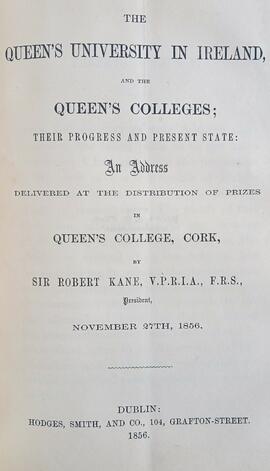 THE
QUEEN'S UNIVERSITY IN IRELAND,
AND THE
QUEEN'S COLLEGES;
THEIR PROGRESS AND PRESENT STATE:
An Address
DELIVERED AT THE DISTRIBUTION OF PRIZES
IN
QUEEN'S COLLEGE, CORK,
BY
SIR ROBERT KANE, V.P.R.I.A., F.R.S.,
President,
NOVEMBER 27TH, 1856.
DUBLIN:
HODGES, SMITH, AND CO., 104, GRAFTON-STREET.
1856.